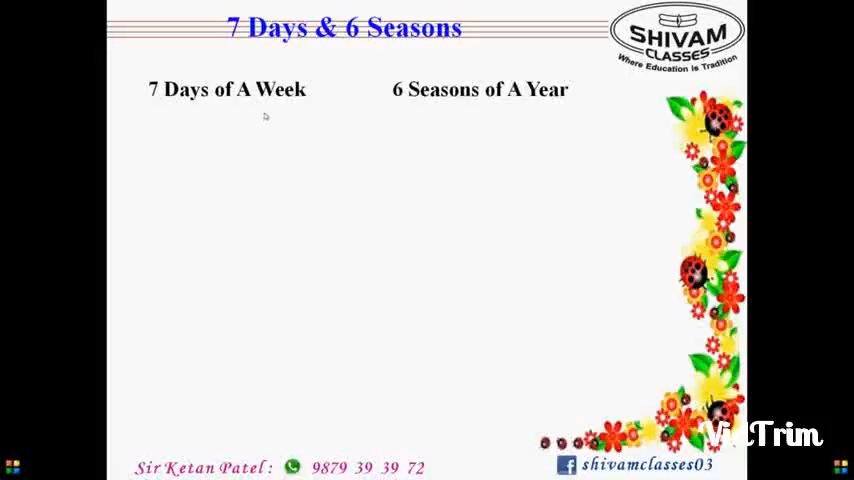 7 Days & 6 Seasons
SHIVAM
CLASSES
Where Education is Tradition
7 Days of A Week
6 Seasons of A Year
VidTrim
Sir Ketan Patel : 9879 39 39 72
shivamclasses03